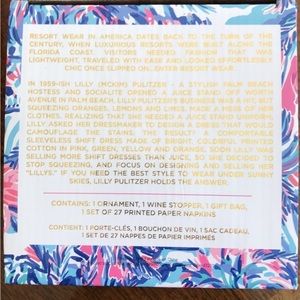 RESORT WEAR IN AMERICA DATES BACK TO THE TURN OF THE
CENTURY, WHEN LUXURIOUS RESORTS WERE BUILT ALONG THE
FLORIDA COAST. VISITORS NEEDED FASHION THAT WAS
LIGHTWEIGHT, TRAVELED WITH EASE AND LOOKED EFFORTLESSLY
CHIC ONCE SLIPPED ON...ENTER RESORT WEAR.
IN 1959-ISH LILLY (MCKIM) PULITZER - A STYLISH PALM BEACH
HOSTESS AND SOCIALITE OPENED A JUICE STAND OFF WORTH
AVENUE IN PALM BEACH. LILLY PULITZER'S BUSINESS WAS A HIT BUT
SQUEEZING ORANGES, LEMONS AND LIMES, MADE A MESS OF HER
CLOTHES. REALIZING THAT SHE NEEDED A JUICE STAND UNIFORM
LILLY ASKED HER DRESSMAKER TO DESIGN A DRESS THAT WOULD
CAMOUFLAGE THE STAINS. THE RESULT? A COMFORTABLE
SLEEVELESS SHIFT DRESS MADE OF BRIGHT, COLORFUL, PRINTED
COTTON IN PINK, GREEN, YELLOW AND ORANGE. SOON LILLY WAS
SELLING MORE SHIFT DRESSES THAN JUICE, SO SHE DECIDED TO
STOP SQUEEZING, AND FOCUS ON DESIGNING AND SELLING HER
"LILLYS." IF YOU NEED THE BEST STYLE TO WEAR UNDER SUNNY
SKIES, LILLY PULITZER HOLDS THE ANSWER.
CONTAINS: 1 ORNAMENT, 1 WINE STOPPER, 1 GIFT BAG,
1 SET OF 27 PRINTED PAPER NAPKINS
CONTIENT: 1 PORTE-CLÉS, 1 BOUCHON DE VIN, 1 SAC CADEAU,
1 SET DE 27 NAPPES DE PAPIER IMPRIMÉS